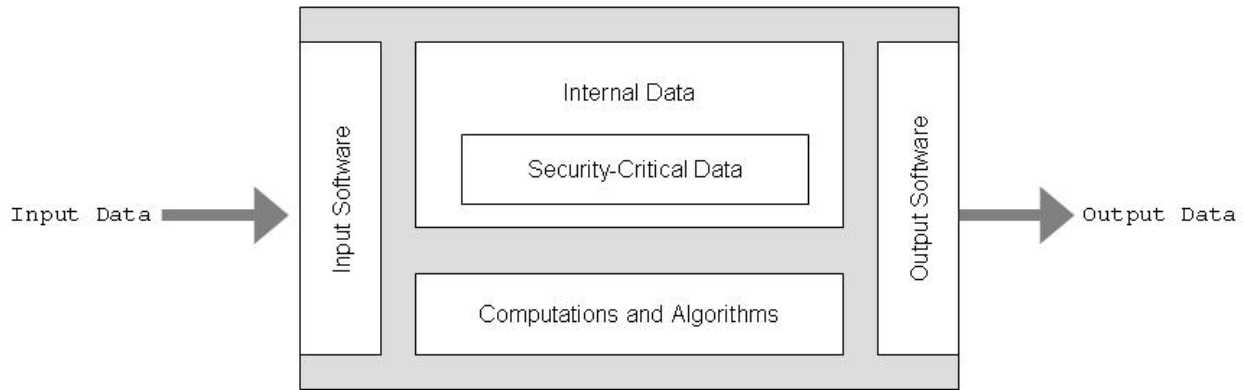 Input Data
Input Software
Internal Data
Security-Critical Data
Computations and Algorithms
Output Software
Output Data